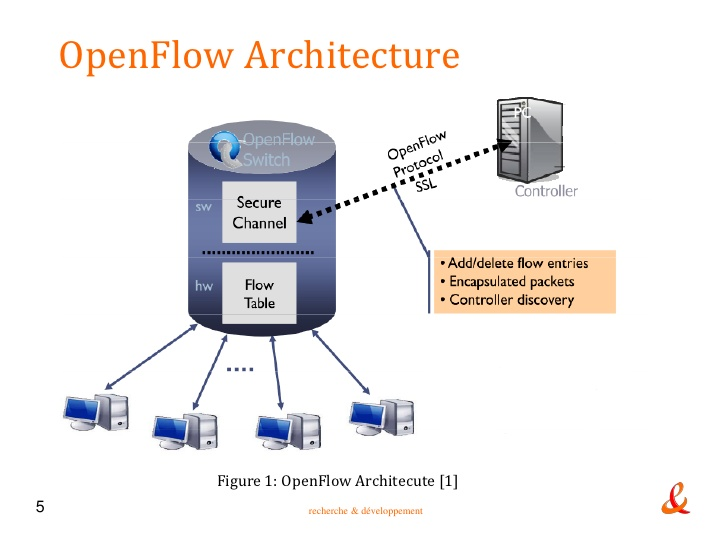 OpenFlow Architecture
PC
OpenFlow
Switch
OpenFlow
Protocol
SSL
Controller
sw
Secure
Channel
hw
Flow
Table
• Add/delete flow entries
• Encapsulated packets
• Controller discovery
....
Figure 1: OpenFlow Architecute [1]
5
recherche & développement
&